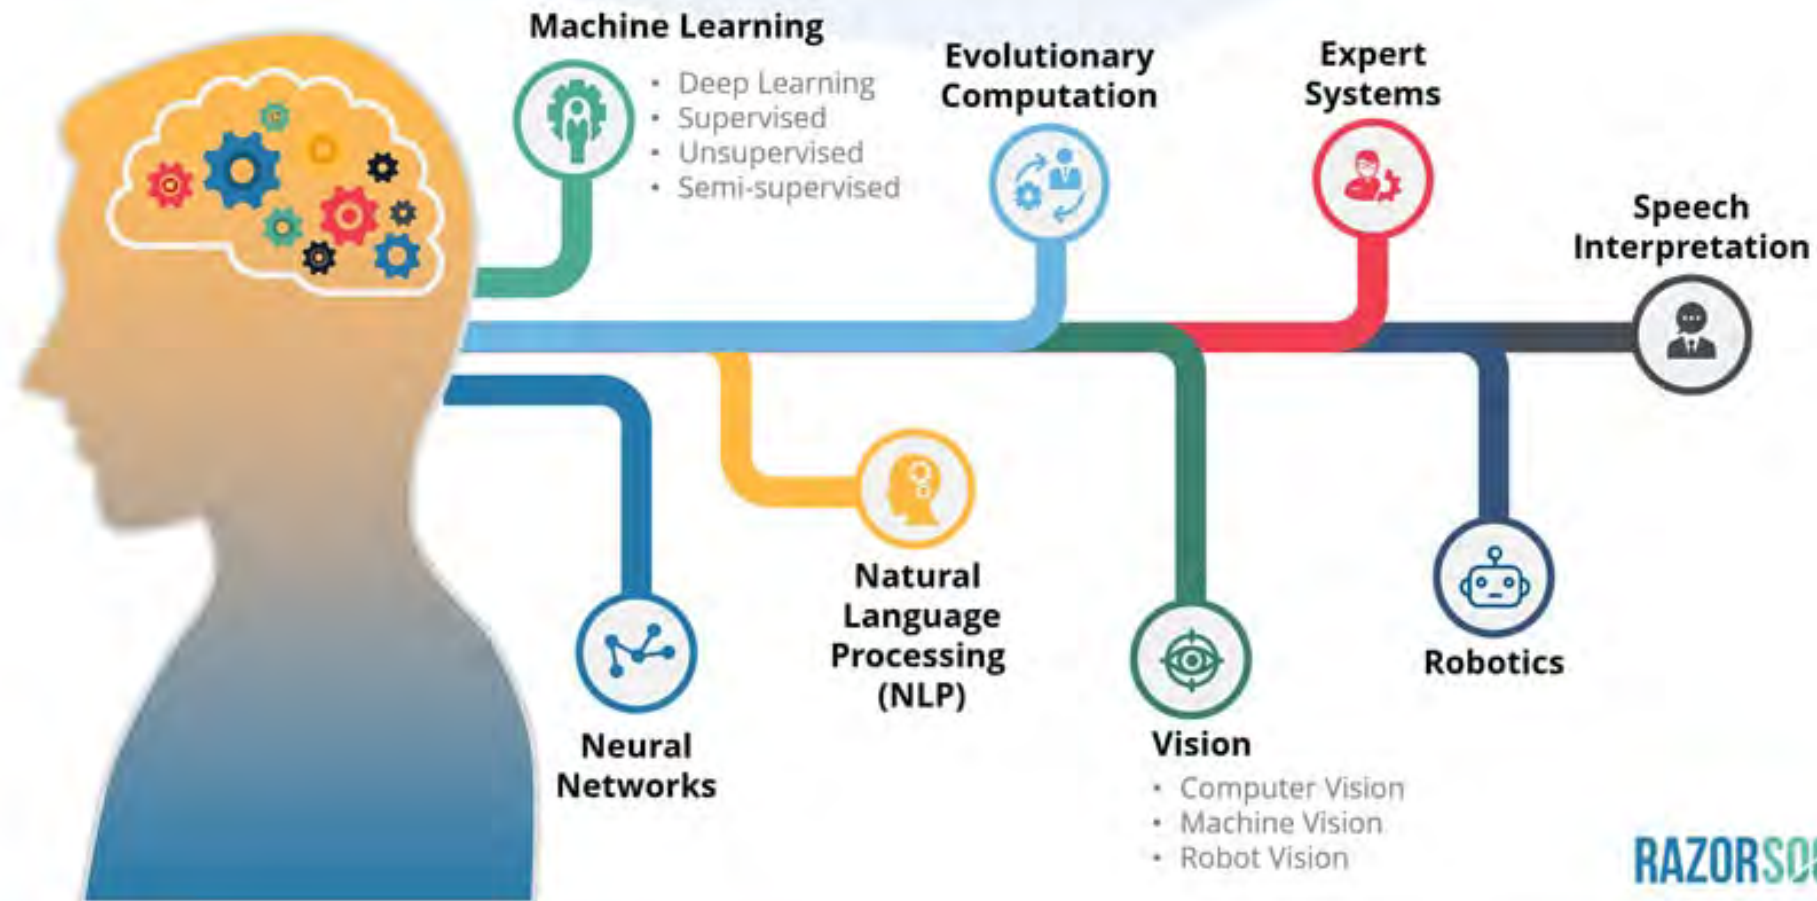 Machine Learning
• Deep Learning
• Supervised
• Unsupervised
• Semi-supervised
Evolutionary
Computation
Expert
Systems
Speech
Interpretation
Natural
Language
Processing
(NLP)
Neural
Networks
Vision
• Computer Vision
• Machine Vision
• Robot Vision
Robotics